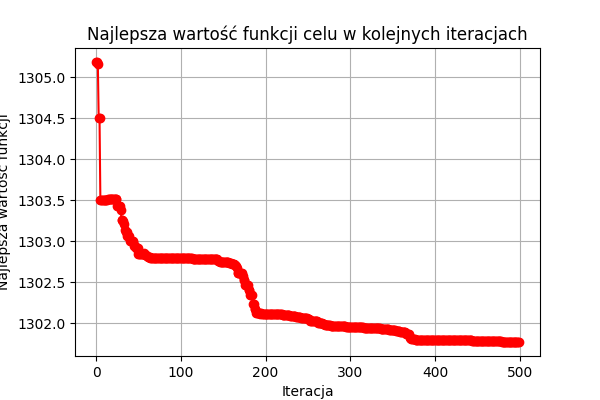 Najlepsza wartość funkcji celu w kolejnych iteracjach
Najlepsza wartość funkcji
1305.0
1304.5
1304.0
1303.5
1303.0
1302.5
1302.0
0 100 200 300 400 500
Iteracja